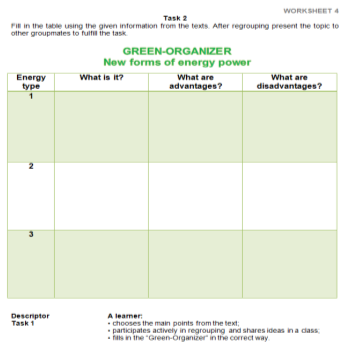 WORKSHEET 4
Task 2
Fill in the table using the given information from the texts. After regrouping present the topic to
other groupmates to fulfill the task.
GREEN-ORGANIZER
New forms of energy power
Energy type What is it? What are advantages? What are disadvantages?
1
2
3
Descriptor A learner:
Task 1 • chooses the main points from the text;
• participates actively in regrouping and shares ideas in a class;
• fills in the "Green-Organizer" in the correct way.